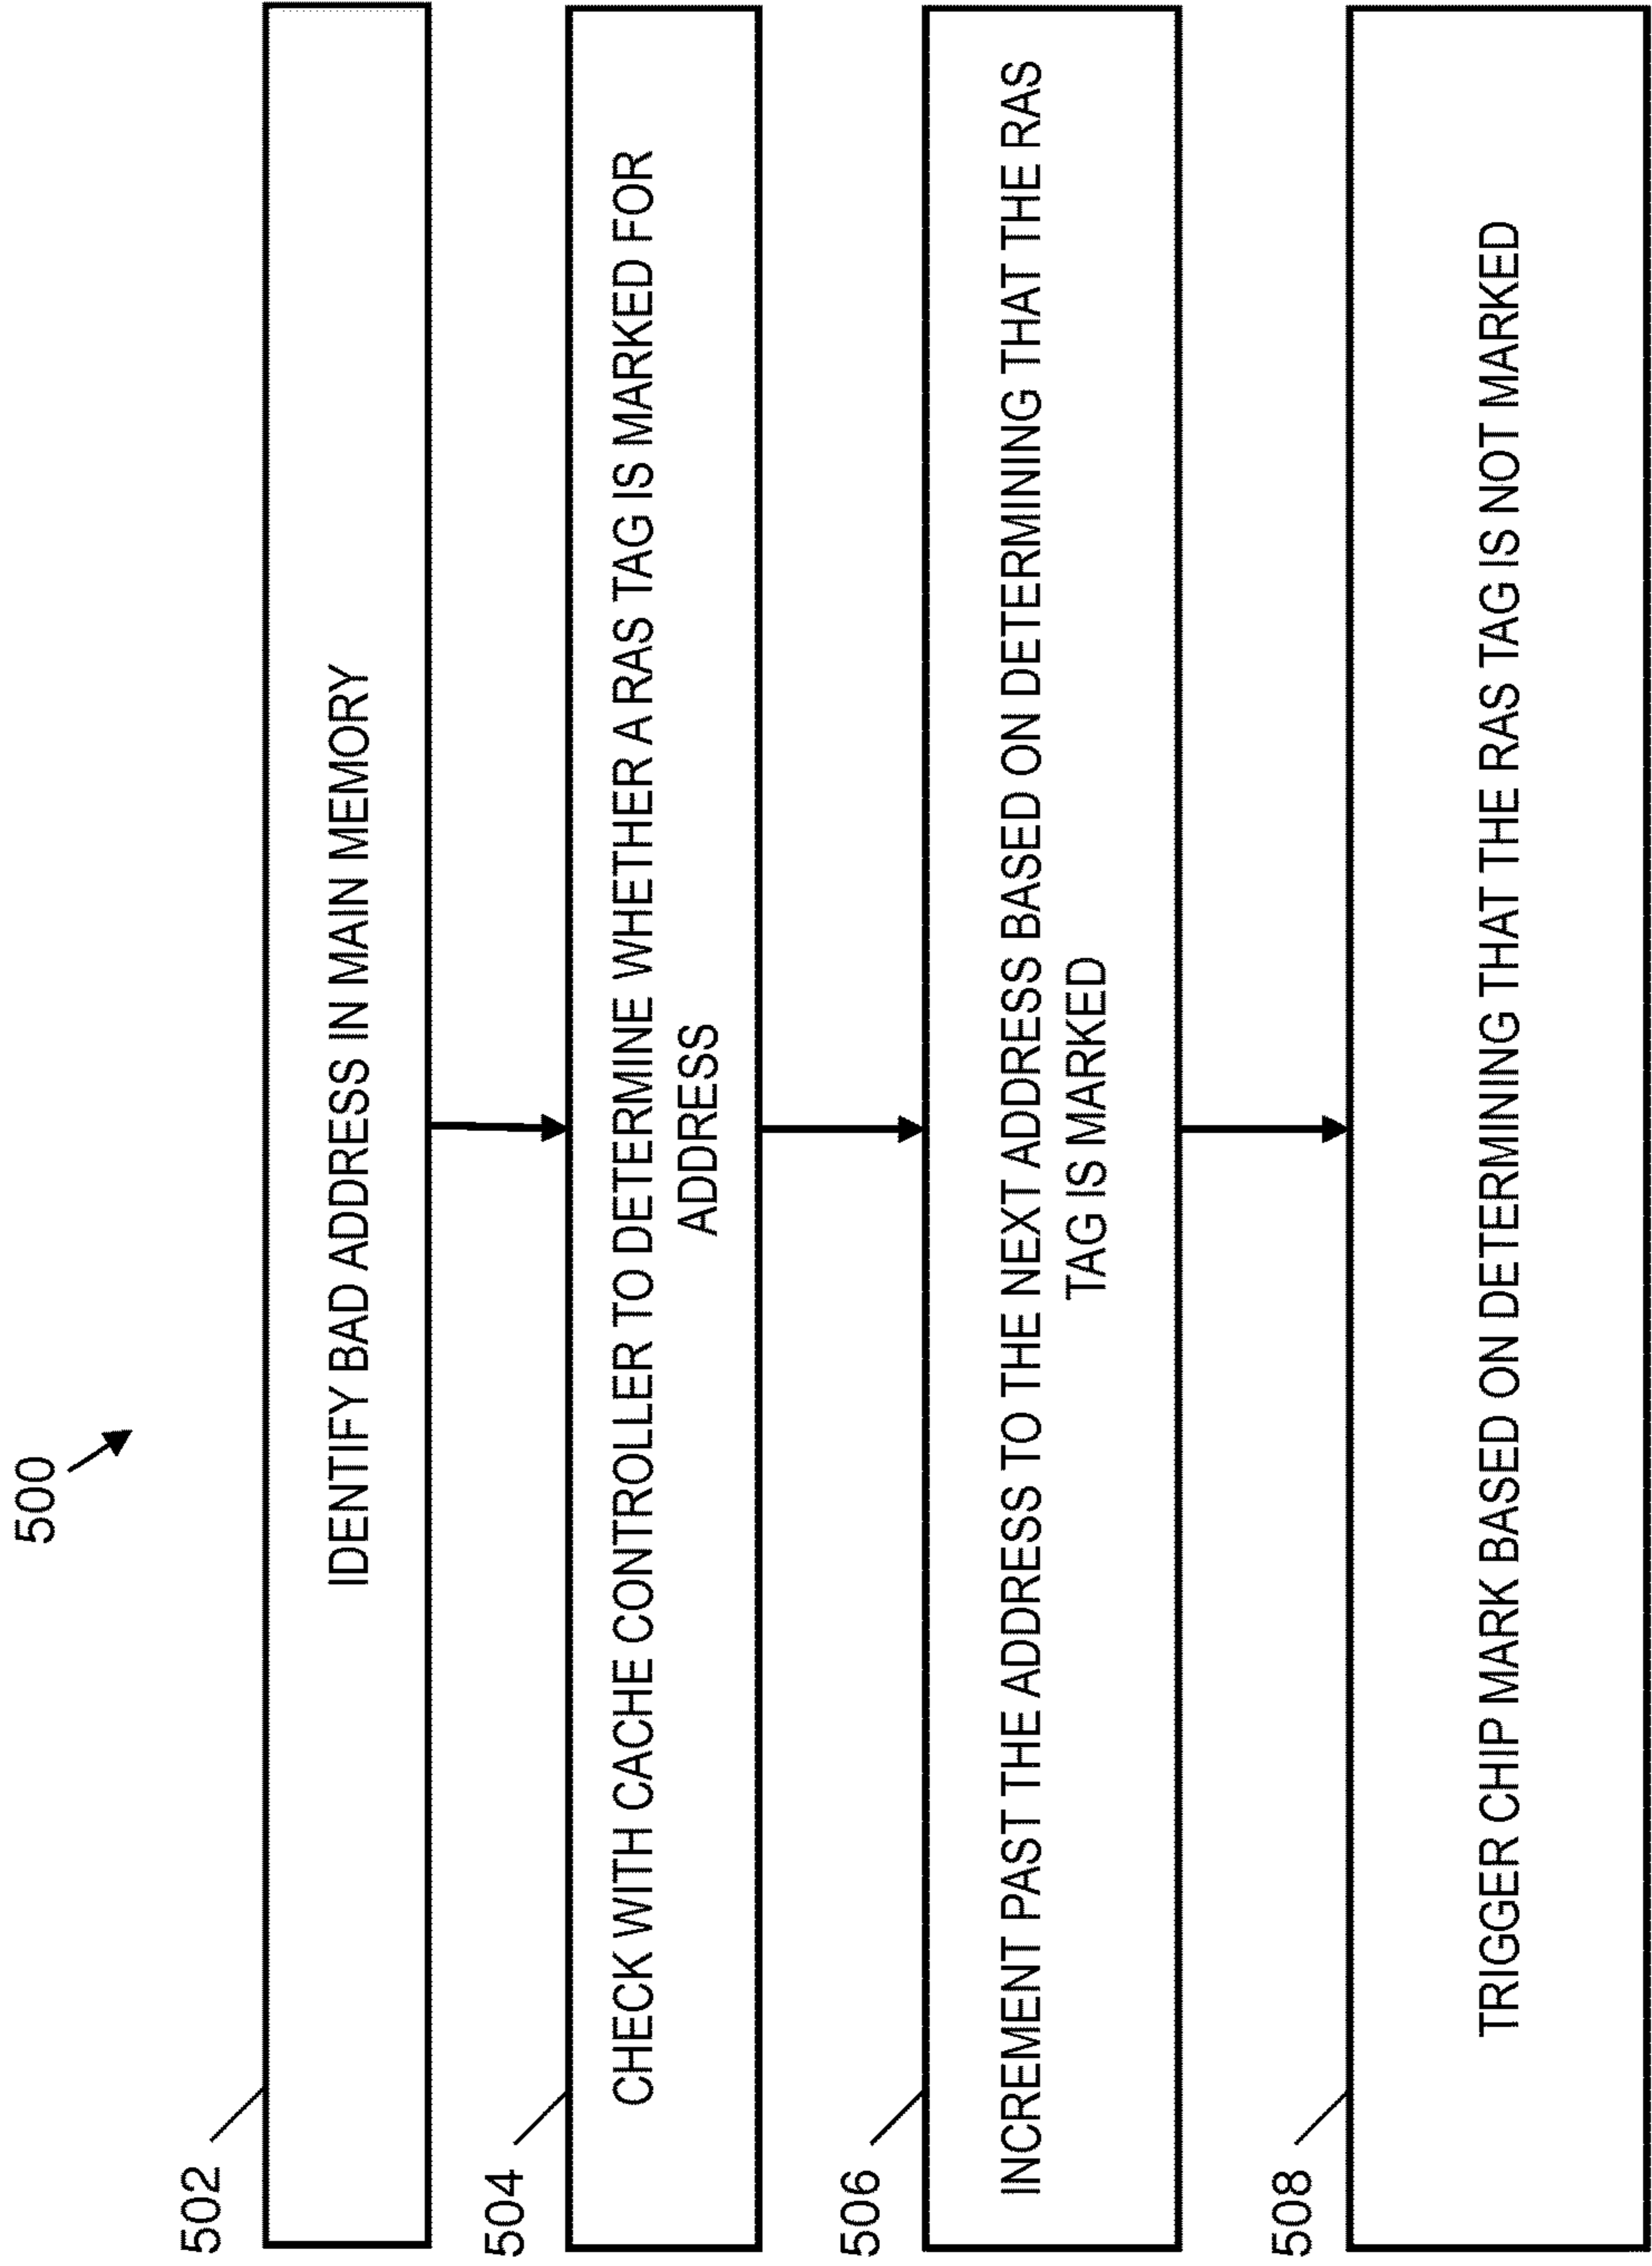 500
502
IDENTIFY BAD ADDRESS IN MAIN MEMORY
504
CHECK WITH CACHE CONTROLLER TO DETERMINE WHETHER A RAS TAG IS MARKED FOR
ADDRESS
506
INCREMENT PAST THE ADDRESS TO THE NEXT ADDRESS BASED ON DETERMINING THAT THE RAS
TAG IS MARKED
508
TRIGGER CHIP MARK BASED ON DETERMINING THAT THE RAS TAG IS NOT MARKED